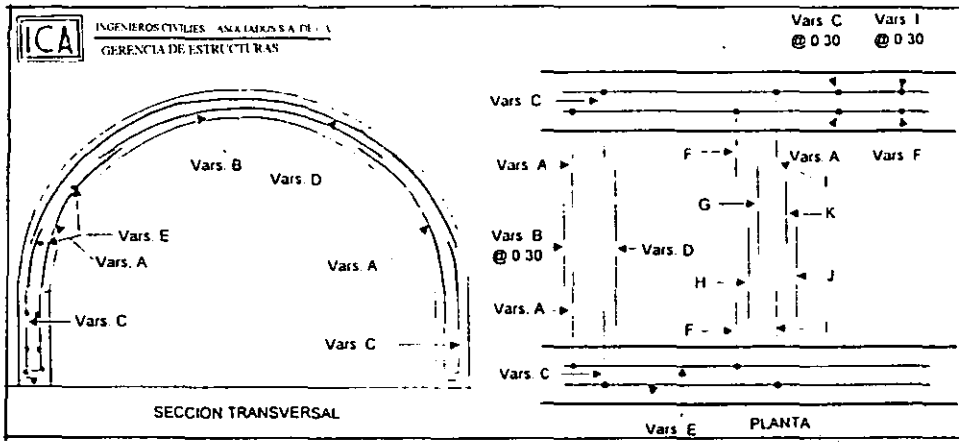 ICA
INGENIEROS CIVILES ASOCIADOS S.A. DE C.V.
GERENCIA DE ESTRUCTURAS
Vars. B
Vars. D
Vars. E
Vars. A
Vars. A
Vars. C
Vars C
SECCION TRANSVERSAL
Vars C
@ 0 30
Vars I
@ 0 30
Vars C
Vars A
F
Vars. A
Vars. F
I
G
K
Vars B
@ 0 30
Vars. D
H
J
Vars. A
F
I
Vars. C
Vars E
PLANTA